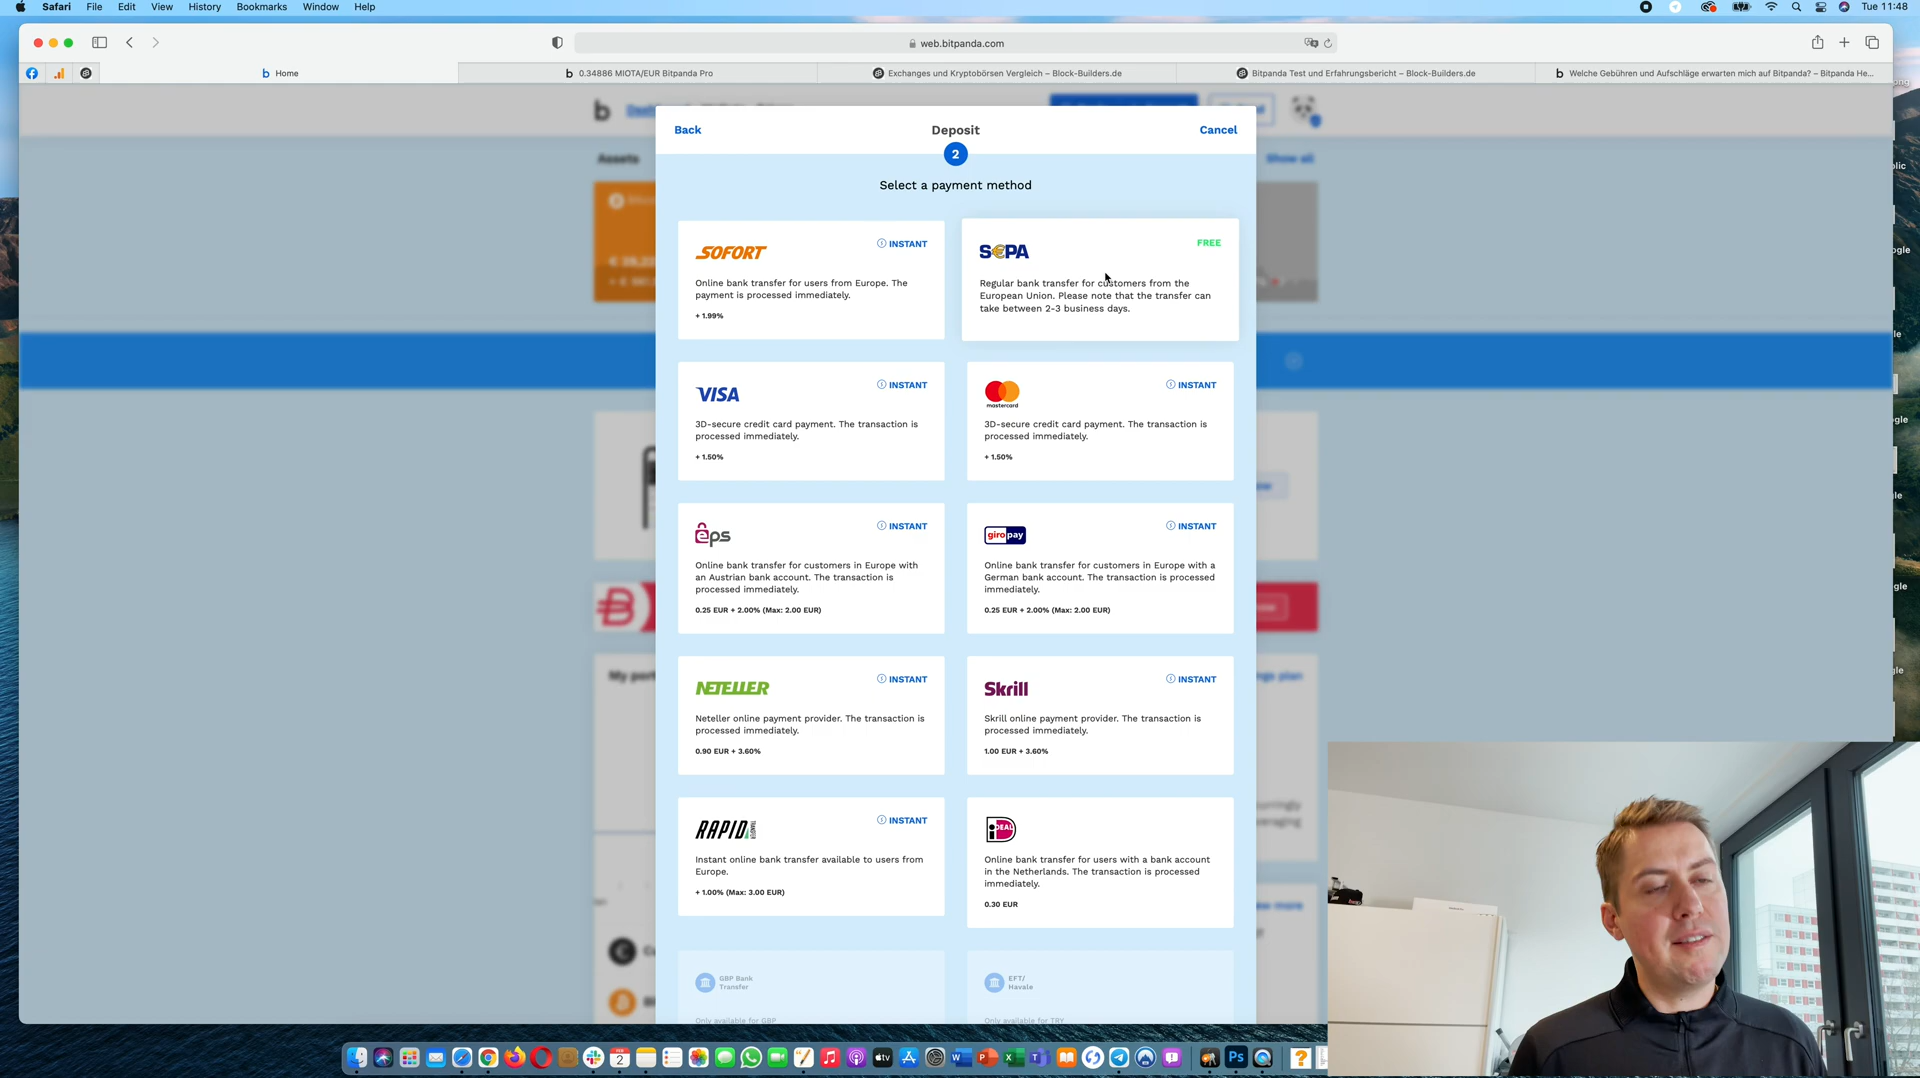 Safari File Edit View History Bookmarks Window Help
Tue 11:48
web.bitpanda.com
Home
0.34886 MIOTA/EUR Bitpanda Pro
Exchanges und Kryptobörsen Vergleich – Block-Builders.de
Bitpanda Test und Erfahrungsbericht – Block-Builders.de
Welche Gebühren und Aufschläge erwarten mich auf Bitpanda? – Bitpanda He...
Back
Deposit
Cancel
2
Assets
Show all
Select a payment method
SOFORT
INSTANT
Online bank transfer for users from Europe. The
payment is processed immediately.
+ 1.99%
S€PA
FREE
Regular bank transfer for customers from the
European Union. Please note that the transfer can
take between 2-3 business days.
VISA
INSTANT
3D-secure credit card payment. The transaction is
processed immediately.
+ 1.50%
mastercard
INSTANT
3D-secure credit card payment. The transaction is
processed immediately.
+ 1.50%
eps
INSTANT
Online bank transfer for customers in Europe with
an Austrian bank account. The transaction is
processed immediately.
0.25 EUR + 2.00% (Max: 2.00 EUR)
giropay
INSTANT
Online bank transfer for customers in Europe with a
German bank account. The transaction is processed
immediately.
0.25 EUR + 2.00% (Max: 2.00 EUR)
NETELLER
INSTANT
Neteller online payment provider. The transaction is
processed immediately.
0.90 EUR + 3.60%
Skrill
INSTANT
Skrill online payment provider. The transaction is
processed immediately.
1.00 EUR + 3.60%
RAPID TRANSFER
INSTANT
Instant online bank transfer available to users from
Europe.
+ 1.00% (Max: 3.00 EUR)
iDEAL
Online bank transfer for users with a bank account
in the Netherlands. The transaction is processed
immediately.
0.30 EUR
GBP Bank
Transfer
Only available for GBP
EFT/
Havale
Only available for TRY